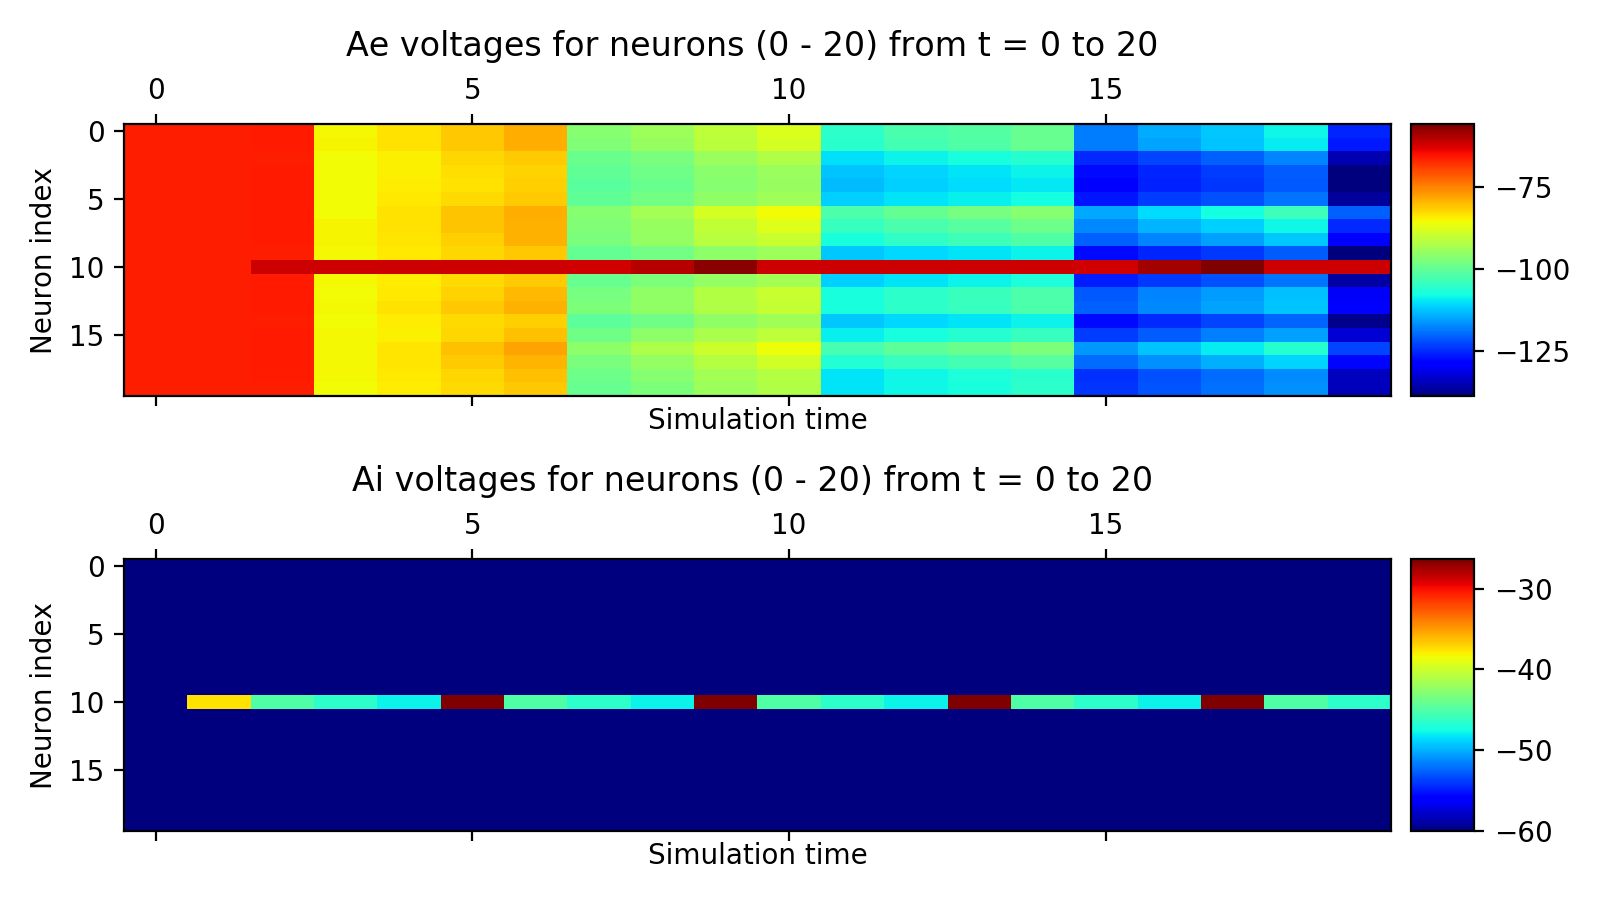 Ae voltages for neurons (0 - 20) from t = 0 to 20
0 5 10 15
Neuron index
0
5
10
15
−75
−100
−125
Simulation time
Ai voltages for neurons (0 - 20) from t = 0 to 20
0 5 10 15
Neuron index
0
5
10
15
−30
−40
−50
−60
Simulation time